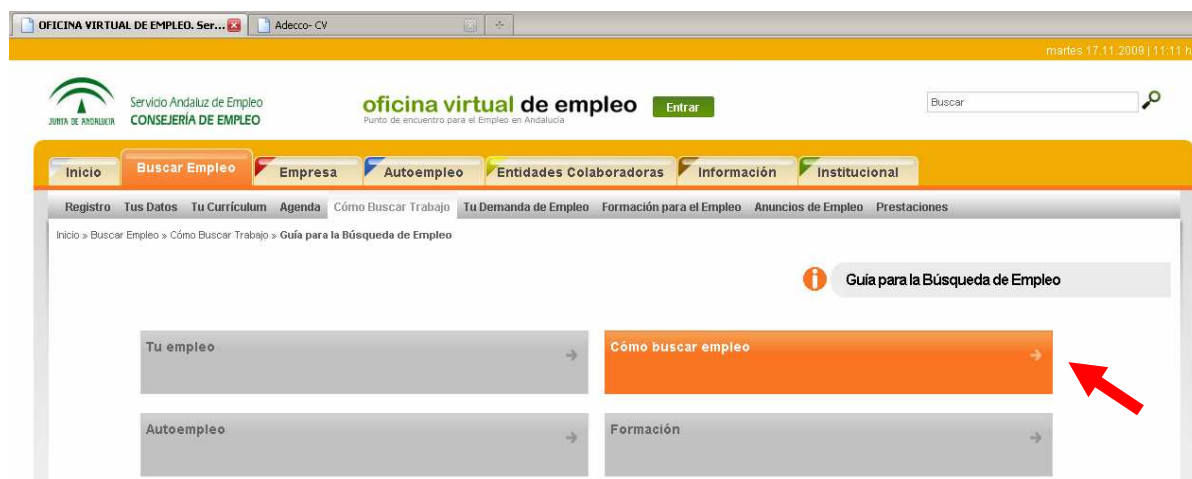 OFICINA VIRTUAL DE EMPLEO. Ser... Adecco- CV
martes 17.11.2009 | 11:11 h
Servicio Andaluz de Empleo
CONSEJERÍA DE EMPLEO
JUNTA DE ANDALUCIA
oficina virtual de empleo
Punto de encuentro para el Empleo en Andalucía
Entrar
Buscar
Inicio Buscar Empleo Empresa Autoempleo Entidades Colaboradoras Información Institucional
Registro Tus Datos Tu Currículum Agenda Cómo Buscar Trabajo Tu Demanda de Empleo Formación para el Empleo Anuncios de Empleo Prestaciones
Inicio » Buscar Empleo » Cómo Buscar Trabajo » Guía para la Búsqueda de Empleo
Guía para la Búsqueda de Empleo
Tu empleo
Cómo buscar empleo
Autoempleo
Formación